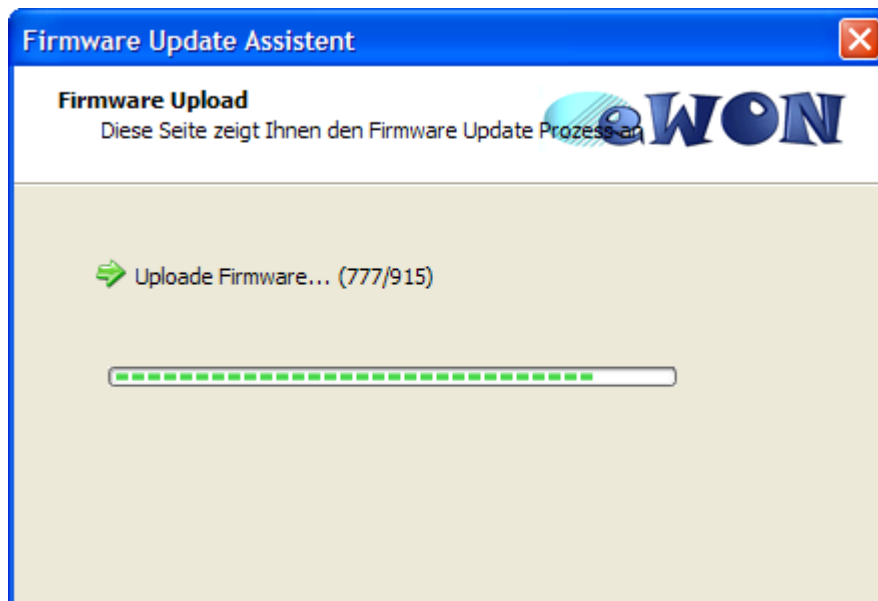 Firmware Update Assistent
Firmware Upload
Diese Seite zeigt Ihnen den Firmware Update Prozess an
eWON
Uploade Firmware... (777/915)